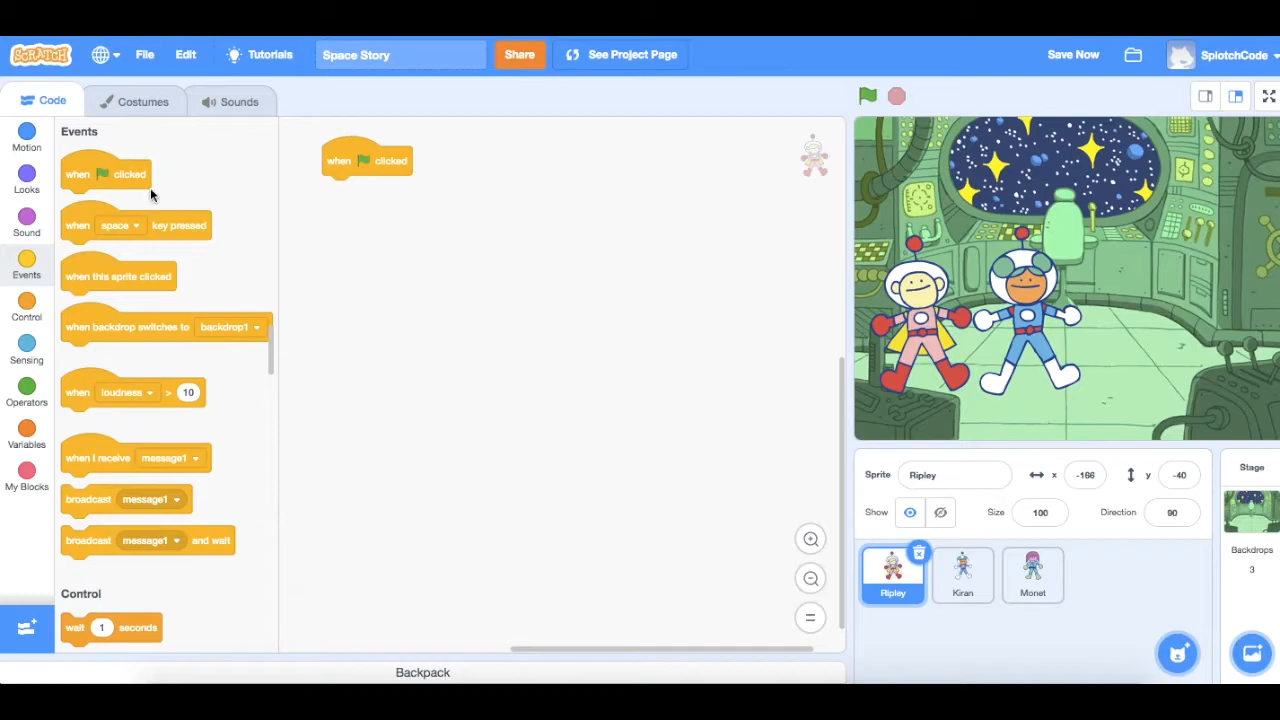 SCRATCH File Edit Tutorials Space Story Share See Project Page Save Now SplotchCode
Code Costumes Sounds
Motion
Looks
Sound
Events
Control
Sensing
Operators
Variables
My Blocks
Events
when clicked
when space key pressed
when this sprite clicked
when backdrop switches to backdrop1
when loudness > 10
when I receive message1
broadcast message1
broadcast message1 and wait
Control
wait 1 seconds
when clicked
Backpack
Sprite Ripley x -166 y -40
Show Size 100 Direction 90
Ripley Kiran Monet
Stage
Backdrops
3